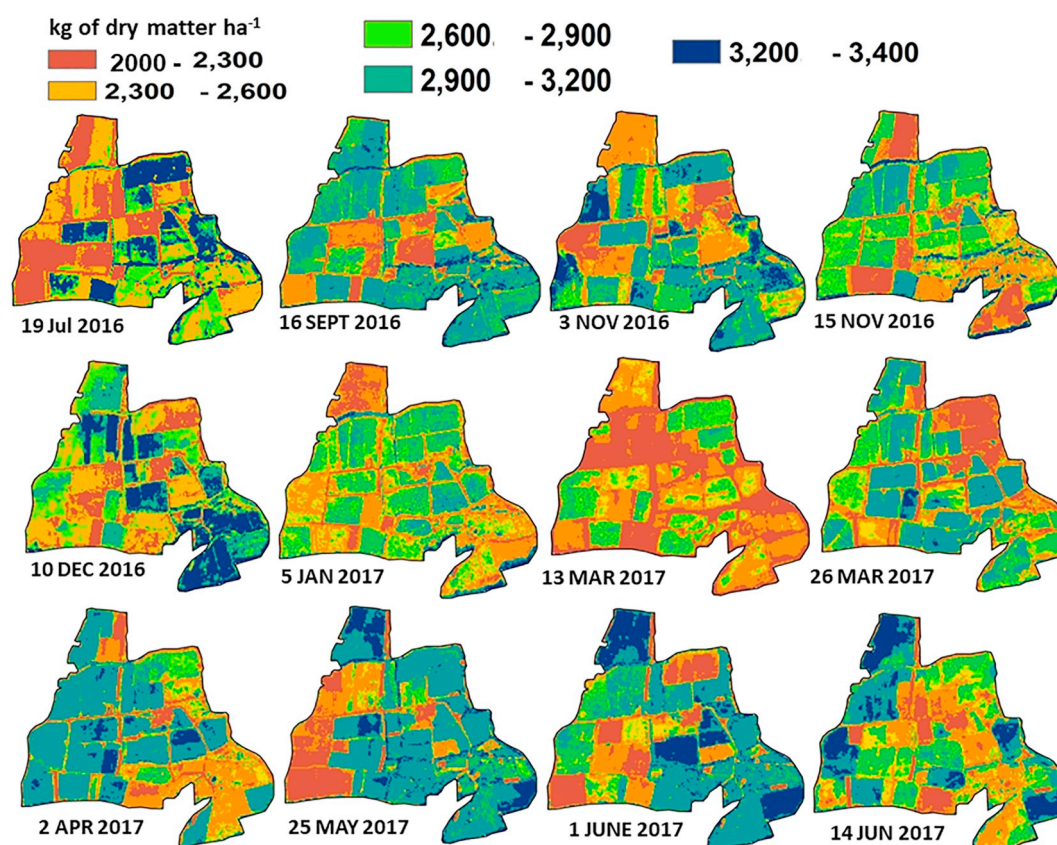 kg of dry matter ha⁻¹
2000 - 2,300
2,300 - 2,600
2,600 - 2,900
2,900 - 3,200
3,200 - 3,400
19 Jul 2016
16 SEPT 2016
3 NOV 2016
15 NOV 2016
10 DEC 2016
5 JAN 2017
13 MAR 2017
26 MAR 2017
2 APR 2017
25 MAY 2017
1 JUNE 2017
14 JUN 2017